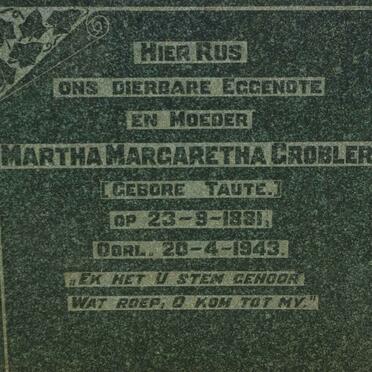 HIER RUS
ONS DIERBARE EGGENOTE
EN MOEDER
MARTHA MARGARETHA GROBLER
[GEBORE TAUTE.]
OP 23-9-1881,
OORL. 20-4-1943.
„EK HET U STEM GEHOOR
WAT ROEP, O KOM TOT MY."